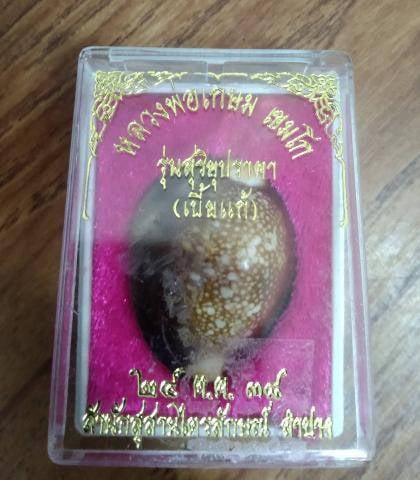 หลวงพ่อเกษม เขมโก
รุ่นสุริยุปราคา
(เบี้ยแก้)
๒๔ ต.ค. ๓๘
สำนักสุสานไตรลักษณ์ ลำปาง